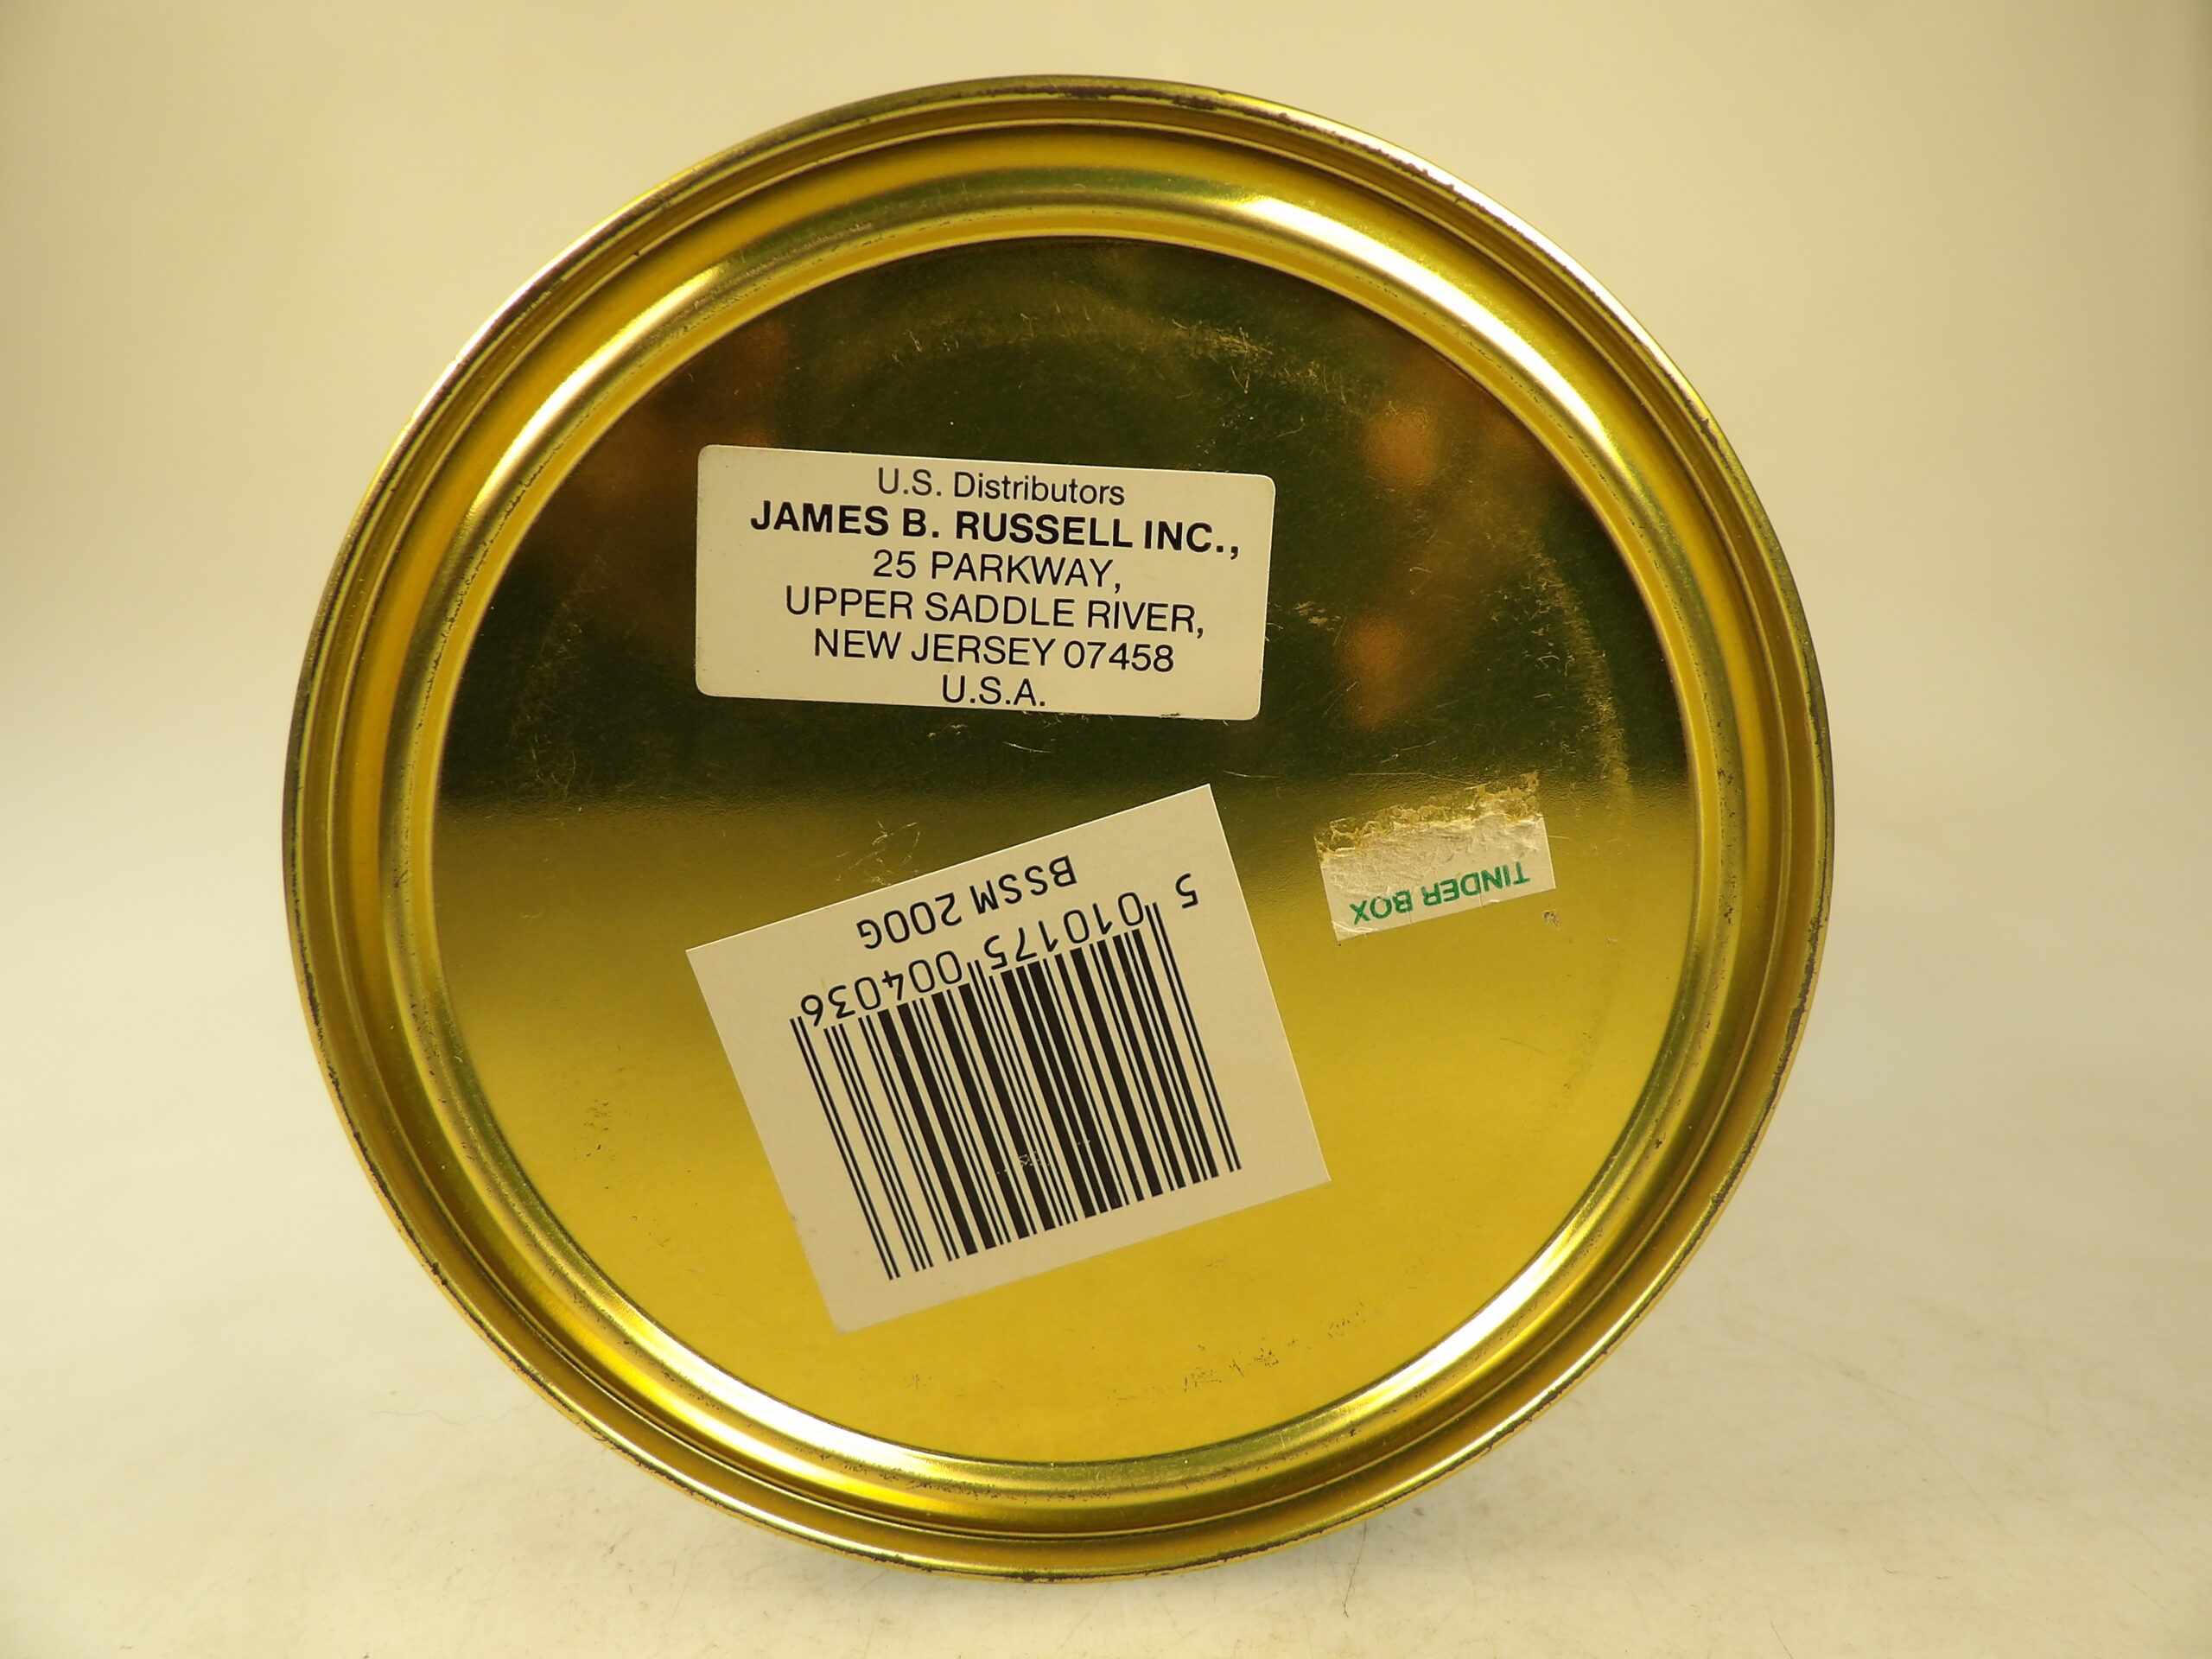 U.S. Distributors
JAMES B. RUSSELL INC.,
25 PARKWAY,
UPPER SADDLE RIVER,
NEW JERSEY 07458
U.S.A.
5 010175 004036
BSSM 200G
TINDER BOX